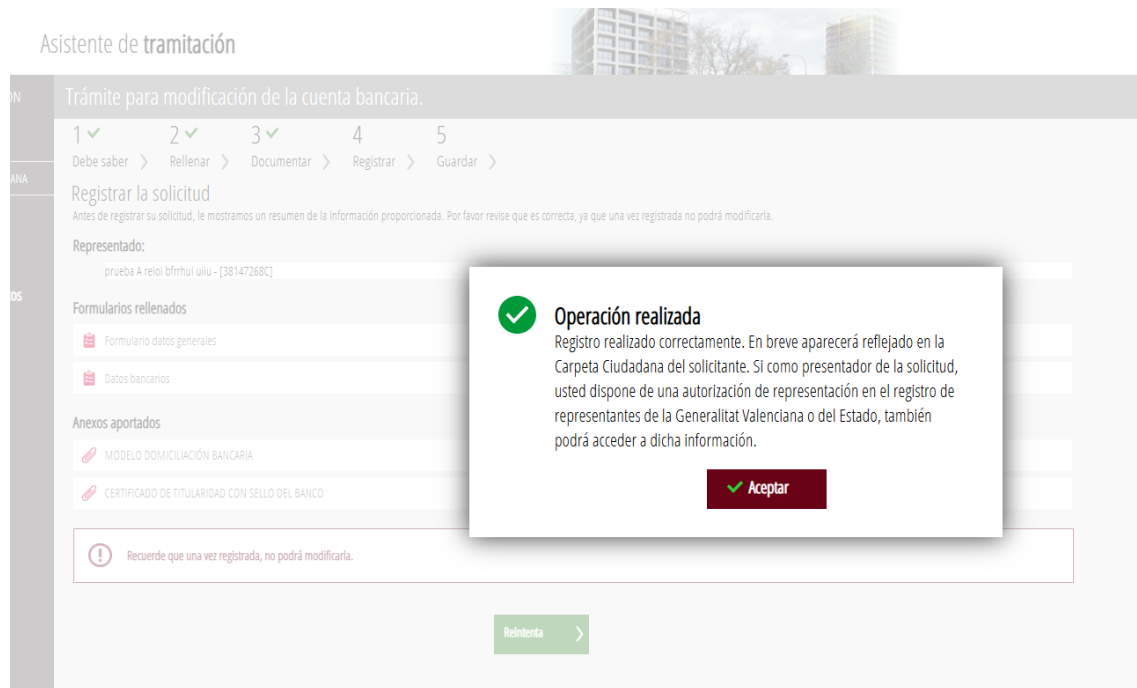 Asistente de tramitación
ON
Trámite para modificación de la cuenta bancaria.
1 2 3 4 5
Debe saber Rellenar Documentar Registrar Guardar
ANA
Registrar la solicitud
Antes de registrar su solicitud, le mostramos un resumen de la información proporcionada. Por favor revise que es correcta, ya que una vez registrada no podrá modificarla.
Representado:
prueba A reiol bfrrhui uilu - [38147268C]
os
Formularios rellenados
Formulario datos generales
Datos bancarios
Anexos aportados
MODELO DOMICILIACIÓN BANCARIA
CERTIFICADO DE TITULARIDAD CON SELLO DEL BANCO
Recuerde que una vez registrada, no podrá modificarla.
ReIntenta
Operación realizada
Registro realizado correctamente. En breve aparecerá reflejado en la
Carpeta Ciudadana del solicitante. Si como presentador de la solicitud,
usted dispone de una autorización de representación en el registro de
representantes de la Generalitat Valenciana o del Estado, también
podrá acceder a dicha información.
Aceptar